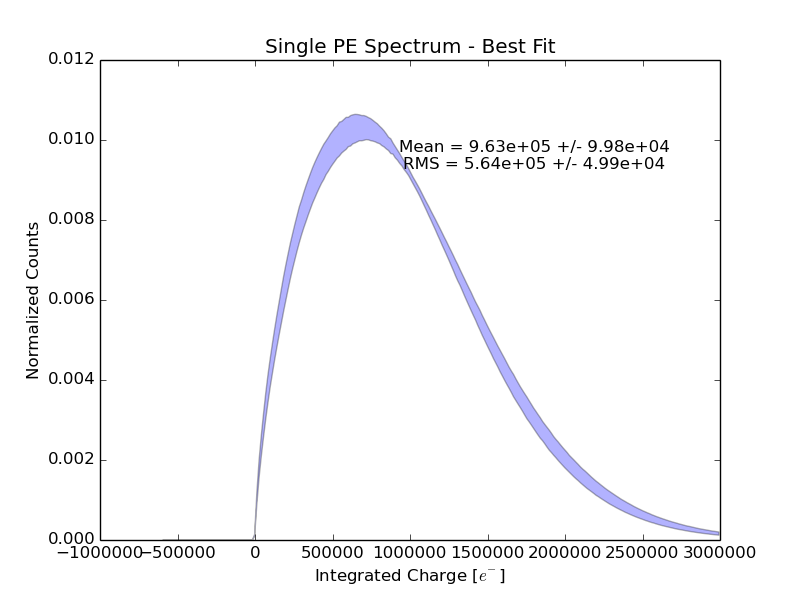 Single PE Spectrum - Best Fit
0.012
0.010
0.008
0.006
0.004
0.002
0.000
Mean = 9.63e+05 +/- 9.98e+04
RMS = 5.64e+05 +/- 4.99e+04
Normalized Counts
−1000000 −500000 0 500000 1000000 1500000 2000000 2500000 3000000
Integrated Charge [e⁻]